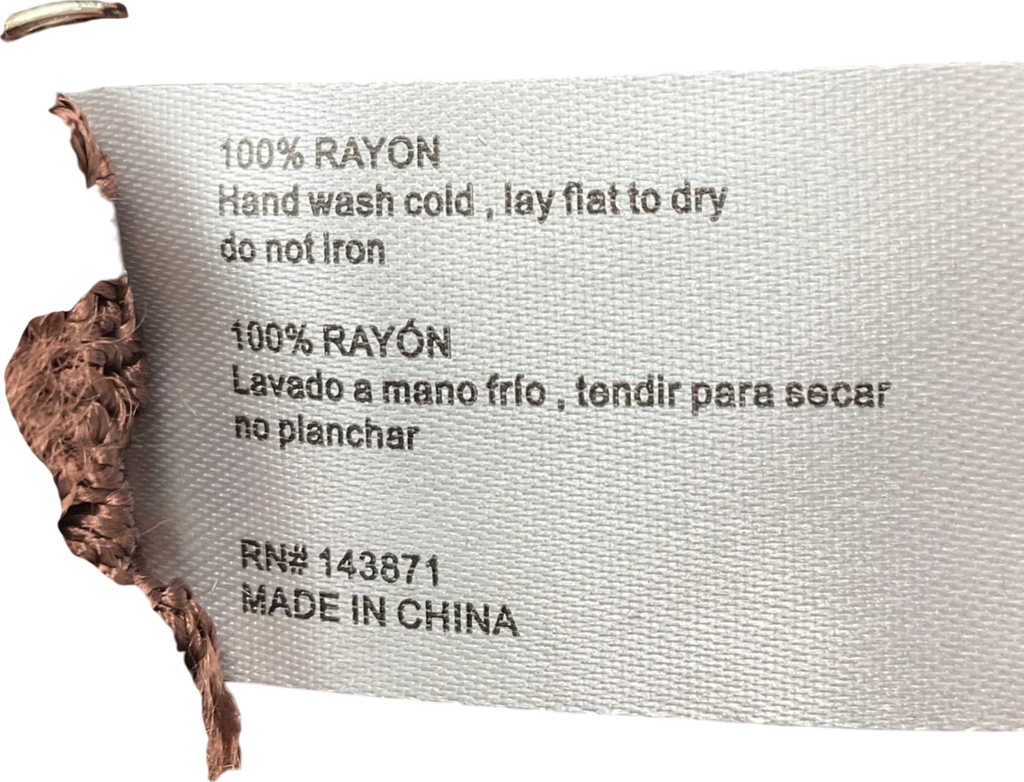 100% RAYON
Hand wash cold , lay flat to dry
do not Iron
100% RAYÓN
Lavado a mano frío , tendir para secar
no planchar
RN# 143871
MADE IN CHINA